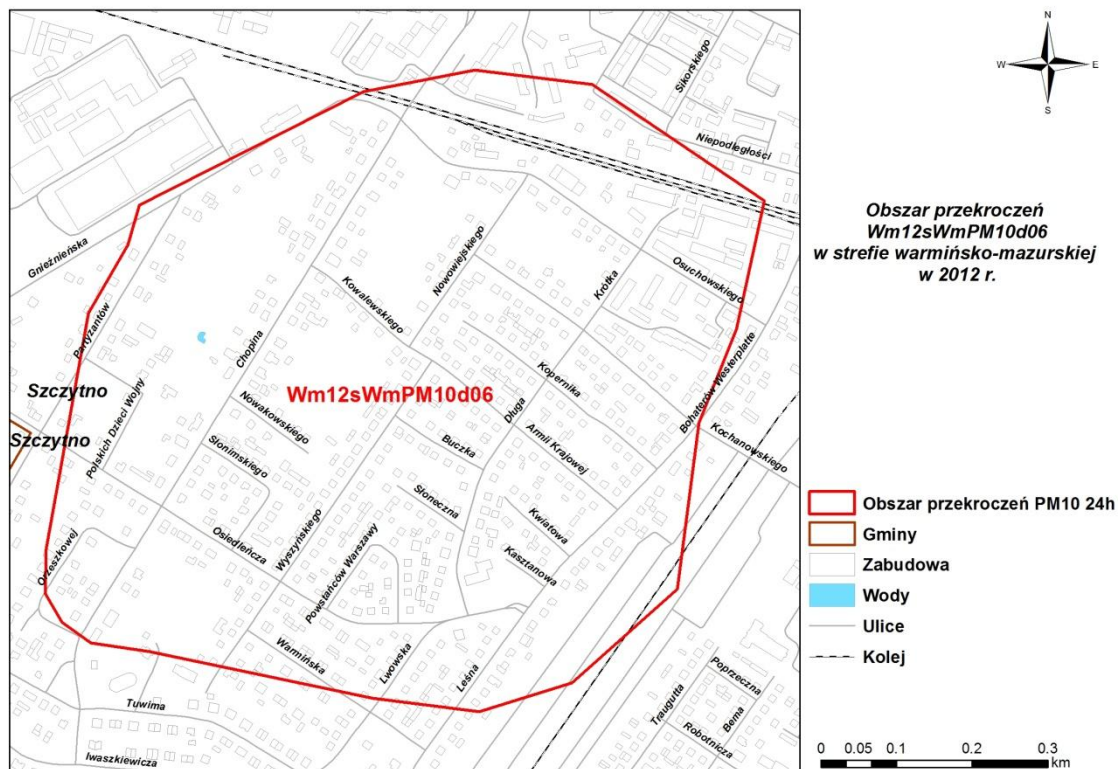 N
W
E
S
Obszar przekroczeń
Wm12sWmPM10d06
w strefie warmińsko-mazurskiej
w 2012 r.
Sikorskiego
Niepodległości
Gnieźnieńska
Nowowiejskiego
Krótka
Osuchowskiego
Kowalewskiego
Partyzantów
Chopina
Bohaterów Westerplatte
Kopernika
Szczytno
Wm12sWmPM10d06
Długa
Szczytno
Polskich Dzieci Wojny
Nowakowskiego
Słonimskiego
Buczka
Armii Krajowej
Kochanowskiego
Słoneczna
Kwiatowa
Osiedleńcza
Wyszyńskiego
Powstańców Warszawy
Kasztanowa
Orzeszkowej
Warmińska
Lwowska
Leśna
Poprzeczna
Traugutta
Bema
Robotnicza
Tuwima
Iwaszkiewicza
Obszar przekroczeń PM10 24h
Gminy
Zabudowa
Wody
Ulice
Kolej
0 0.05 0.1 0.2 0.3
km